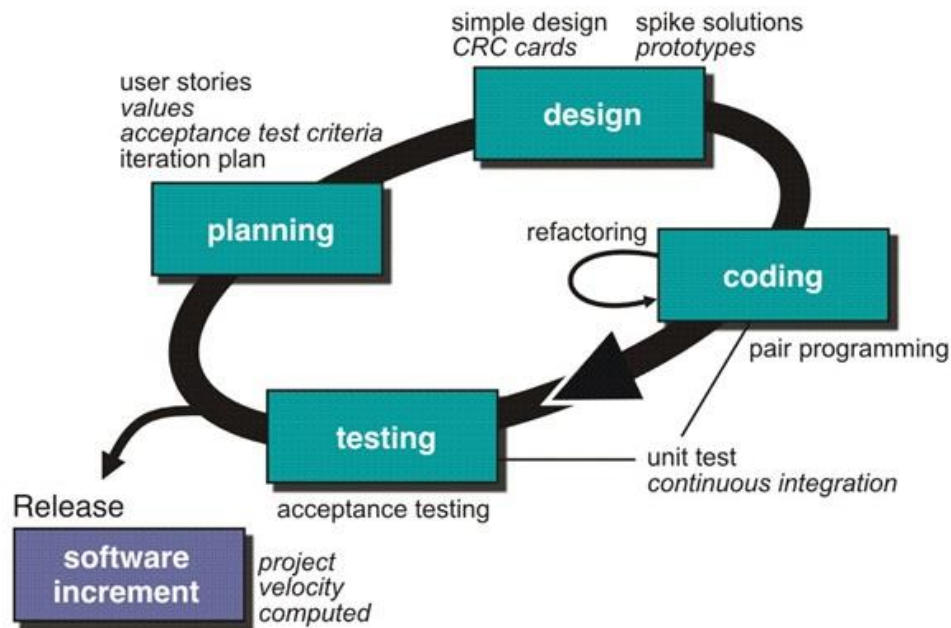 simple design
CRC cards
spike solutions
prototypes
user stories
values
acceptance test criteria
iteration plan
design
planning
refactoring
coding
pair programming
testing
unit test
continuous integration
acceptance testing
Release
software
increment
project
velocity
computed